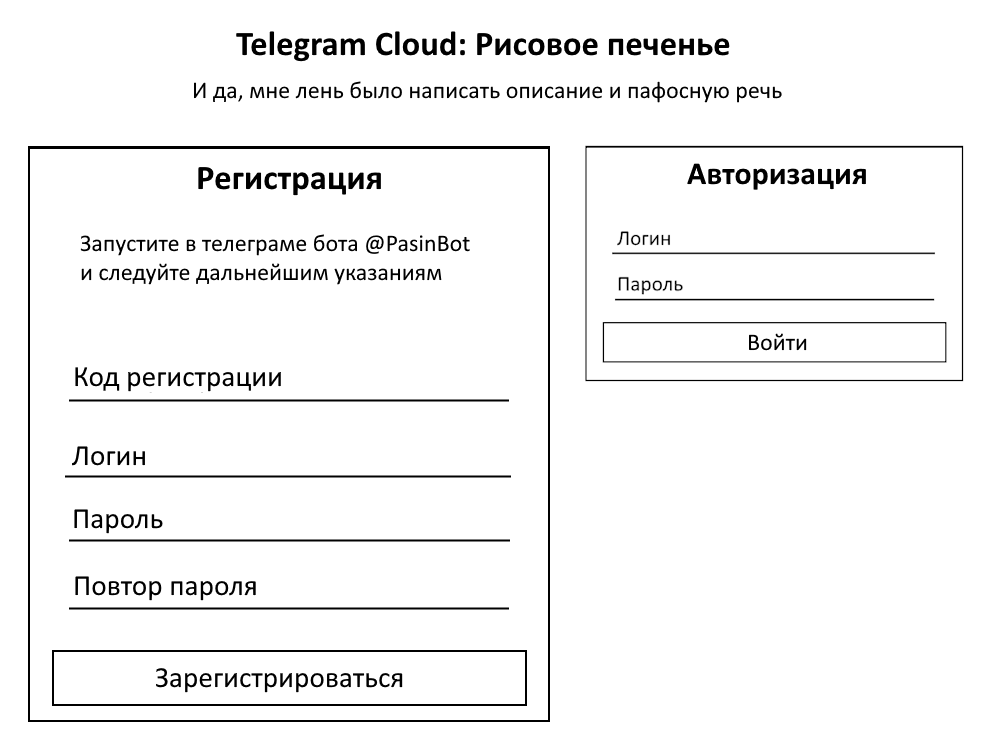 Telegram Cloud: Рисовое печенье
И да, мне лень было написать описание и пафосную речь
Регистрация
Запустите в телеграме бота @PasinBot
и следуйте дальнейшим указаниям
Код регистрации
Логин
Пароль
Повтор пароля
Зарегистрироваться
Авторизация
Логин
Пароль
Войти